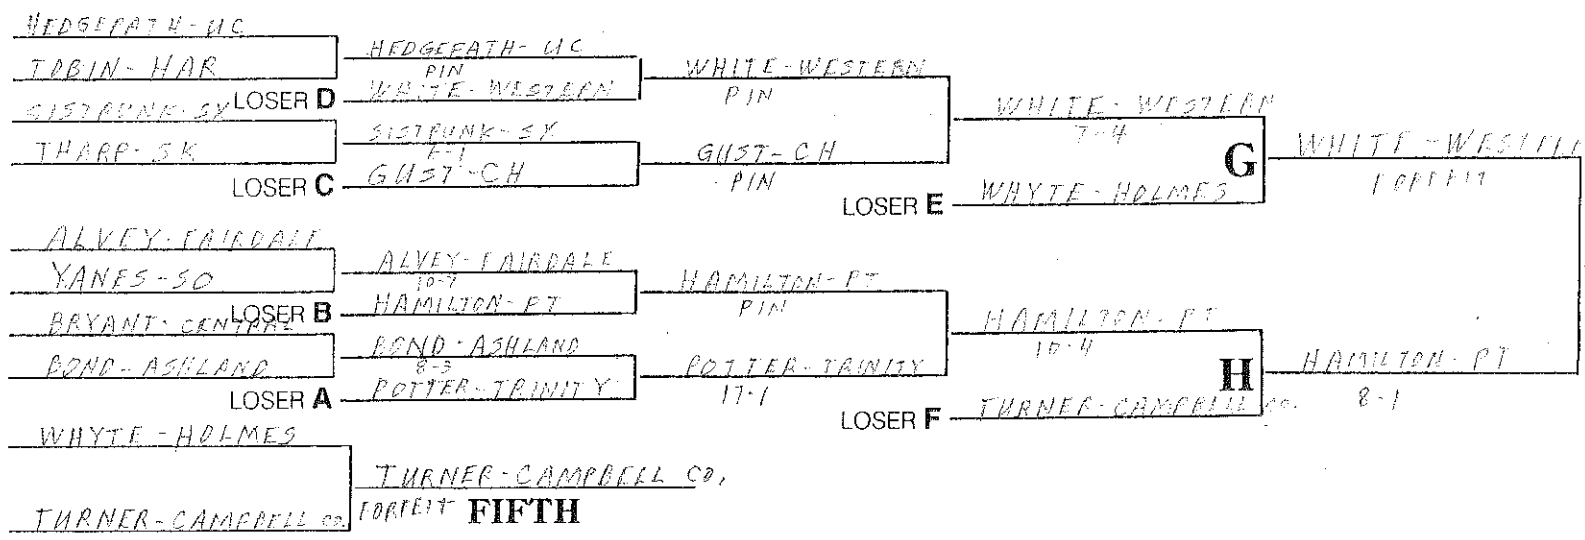 HEDGEPATH-UC
TOBIN-HAR
LOSER D
SISTRUNK-SX
THARP-SK
LOSER C
ALVEY-FAIRDALE
YANES-SO
LOSER B
BRYANT-CENTRAL
BOND-ASHLAND
LOSER A
WHYTE-HOLMES
TURNER-CAMPBELL CO.
HEDGEPATH-UC
PIN
WHITE-WESTERN
SISTRUNK-SX
GUST-CH
ALVEY-FAIRDALE
10-7
HAMILTON-PT
BOND-ASHLAND
8-3
POTTER-TRINITY
TURNER-CAMPBELL CO.
FORFEIT FIFTH
WHITE-WESTERN
PIN
GUST-CH
PIN
LOSER E
HAMILTON-PT
PIN
POTTER-TRINITY
17-1
LOSER F
WHITE-WESTERN
7-4
G
WHYTE-HOLMES
HAMILTON-PT
10-4
H
TURNER-CAMPBELL CO.
WHITE-WESTERN
FORFEIT
HAMILTON-PT
8-1